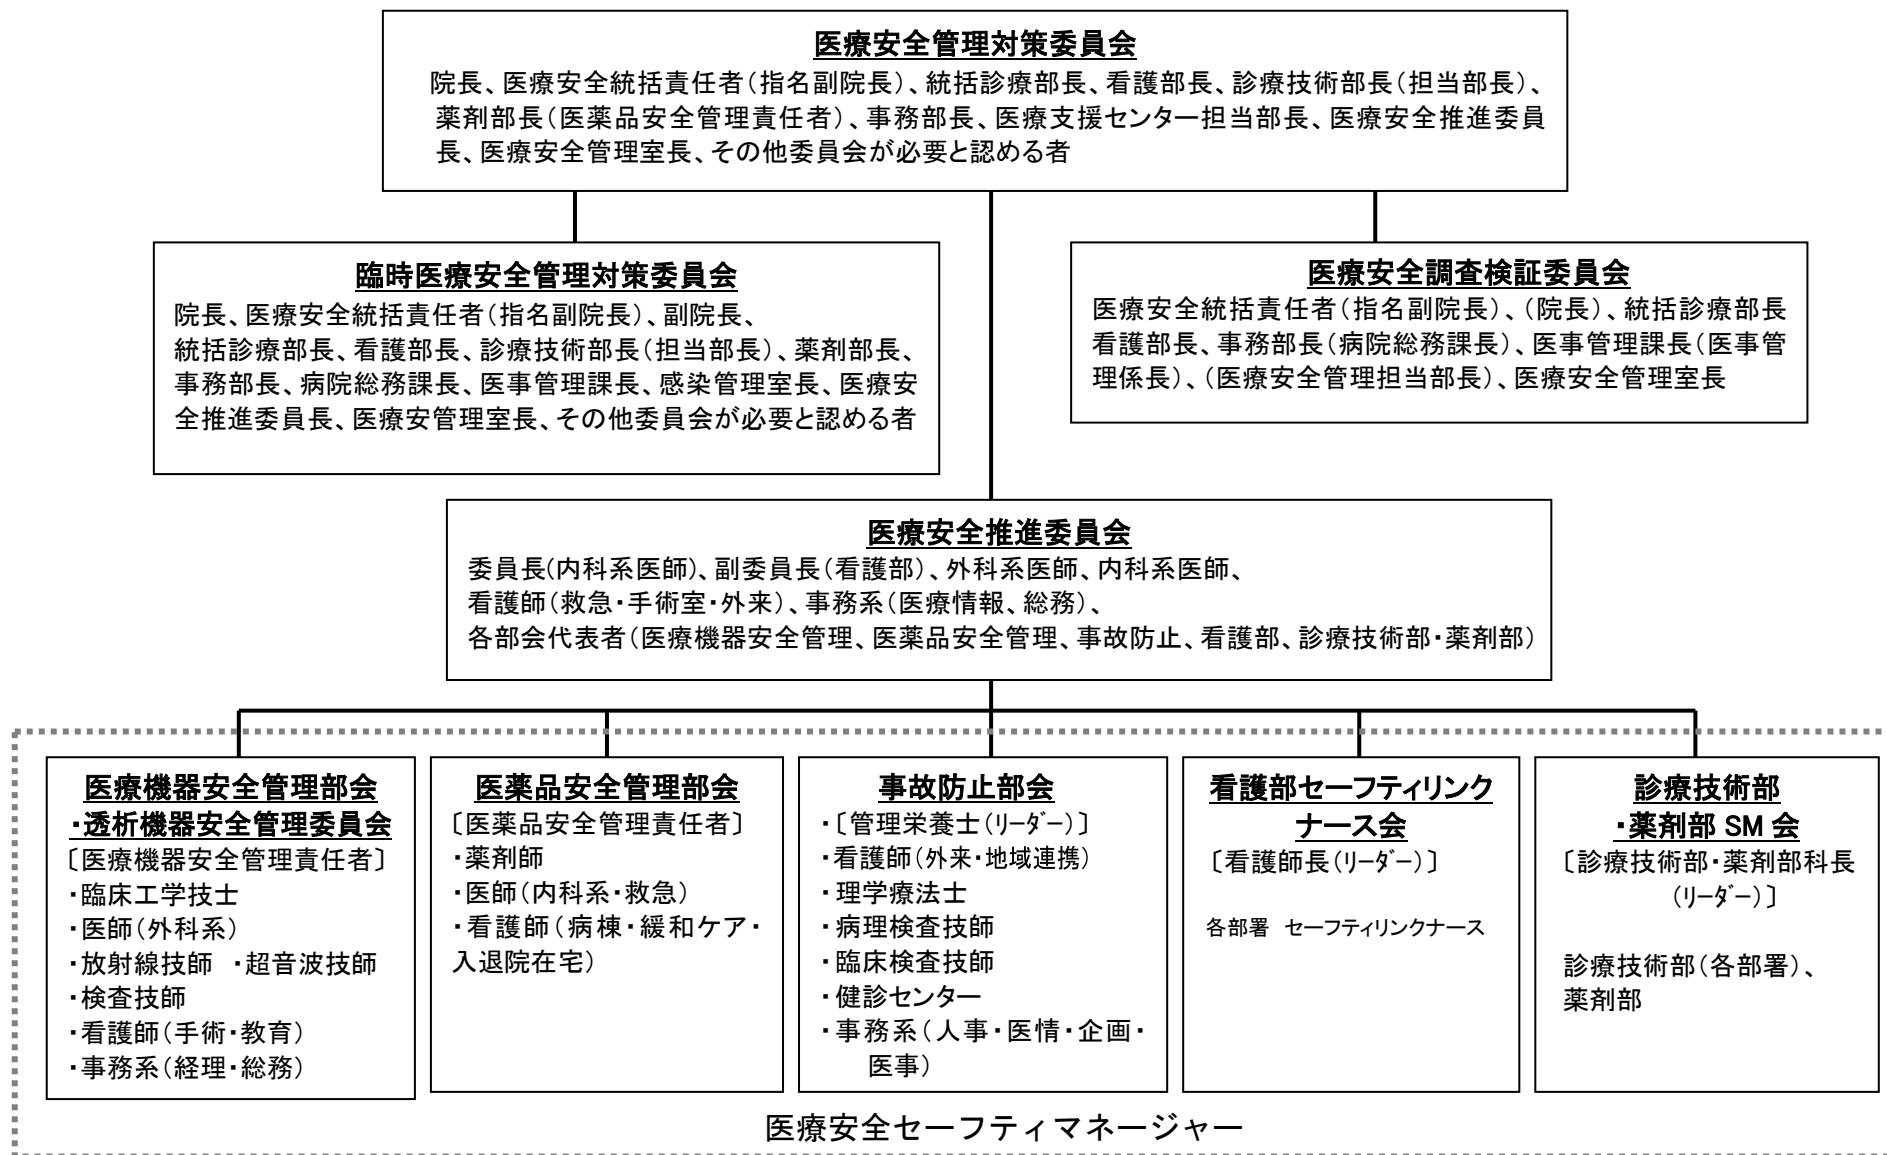 医療安全管理対策委員会
院長、医療安全統括責任者（指名副院長）、統括診療部長、看護部長、診療技術部長（担当部長）、
薬剤部長（医薬品安全管理責任者）、事務部長、医療支援センター担当部長、医療安全推進委員
長、医療安全管理室長、その他委員会が必要と認める者
臨時医療安全管理対策委員会
院長、医療安全統括責任者（指名副院長）、副院長、
統括診療部長、看護部長、診療技術部長（担当部長）、薬剤部長、
事務部長、病院総務課長、医事管理課長、感染管理室長、医療安
全推進委員長、医療安管理室長、その他委員会が必要と認める者
医療安全調査検証委員会
医療安全統括責任者（指名副院長）、（院長）、統括診療部長
看護部長、事務部長（病院総務課長）、医事管理課長（医事管
理係長）、（医療安全管理担当部長）、医療安全管理室長
医療安全推進委員会
委員長(内科系医師)、副委員長（看護部）、外科系医師、内科系医師、
看護師（救急・手術室・外来）、事務系（医療情報、総務）、
各部会代表者（医療機器安全管理、医薬品安全管理、事故防止、看護部、診療技術部・薬剤部）
医療機器安全管理部会
・透析機器安全管理委員会
〔医療機器安全管理責任者〕
・臨床工学技士
・医師（外科系）
・放射線技師　・超音波技師
・検査技師
・看護師（手術・教育）
・事務系（経理・総務）
医薬品安全管理部会
〔医薬品安全管理責任者〕
・薬剤師
・医師（内科系・救急）
・看護師（病棟・緩和ケア・
入退院在宅）
事故防止部会
・〔管理栄養士（ﾘｰﾀﾞｰ）〕
・看護師（外来・地域連携）
・理学療法士
・病理検査技師
・臨床検査技師
・健診センター
・事務系（人事・医情・企画・
医事）
看護部セーフティリンク
ナース会
〔看護師長（ﾘｰﾀﾞｰ）〕
各部署　セーフティリンクナース
診療技術部
・薬剤部 SM 会
〔診療技術部・薬剤部科長
（ﾘｰﾀﾞｰ）〕
診療技術部（各部署）、
薬剤部
医療安全セーフティマネージャー